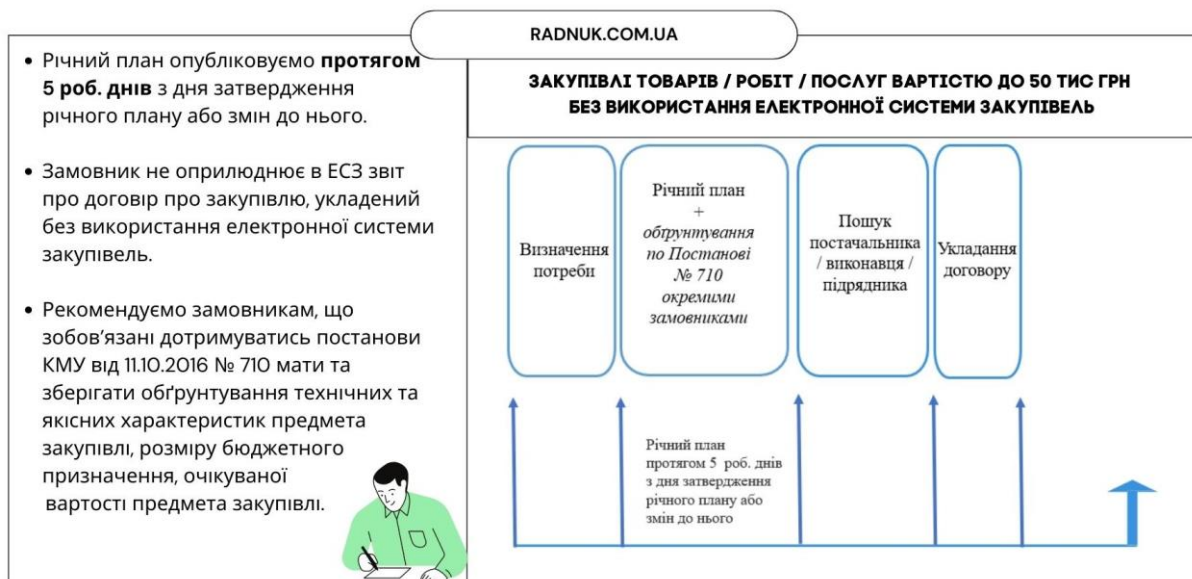 RADNUK.COM.UA
• Річний план опубліковуємо протягом
5 роб. днів з дня затвердження
річного плану або змін до нього.
• Замовник не оприлюднює в ЕСЗ звіт
про договір про закупівлю, укладений
без використання електронної системи
закупівель.
• Рекомендуємо замовникам, що
зобов’язані дотримуватись постанови
КМУ від 11.10.2016 № 710 мати та
зберігати обґрунтування технічних та
якісних характеристик предмета
закупівлі, розміру бюджетного
призначення, очікуваної
вартості предмета закупівлі.
ЗАКУПІВЛІ ТОВАРІВ / РОБІТ / ПОСЛУГ ВАРТІСТЮ ДО 50 ТИС ГРН
БЕЗ ВИКОРИСТАННЯ ЕЛЕКТРОННОЇ СИСТЕМИ ЗАКУПІВЕЛЬ
Визначення
потреби
Річний план
+
обґрунтування
по Постанові
№ 710
окремими
замовниками
Пошук
постачальника
/ виконавця /
підрядника
Укладання
договору
Річний план
протягом 5 роб. днів
з дня затвердження
річного плану або
змін до нього